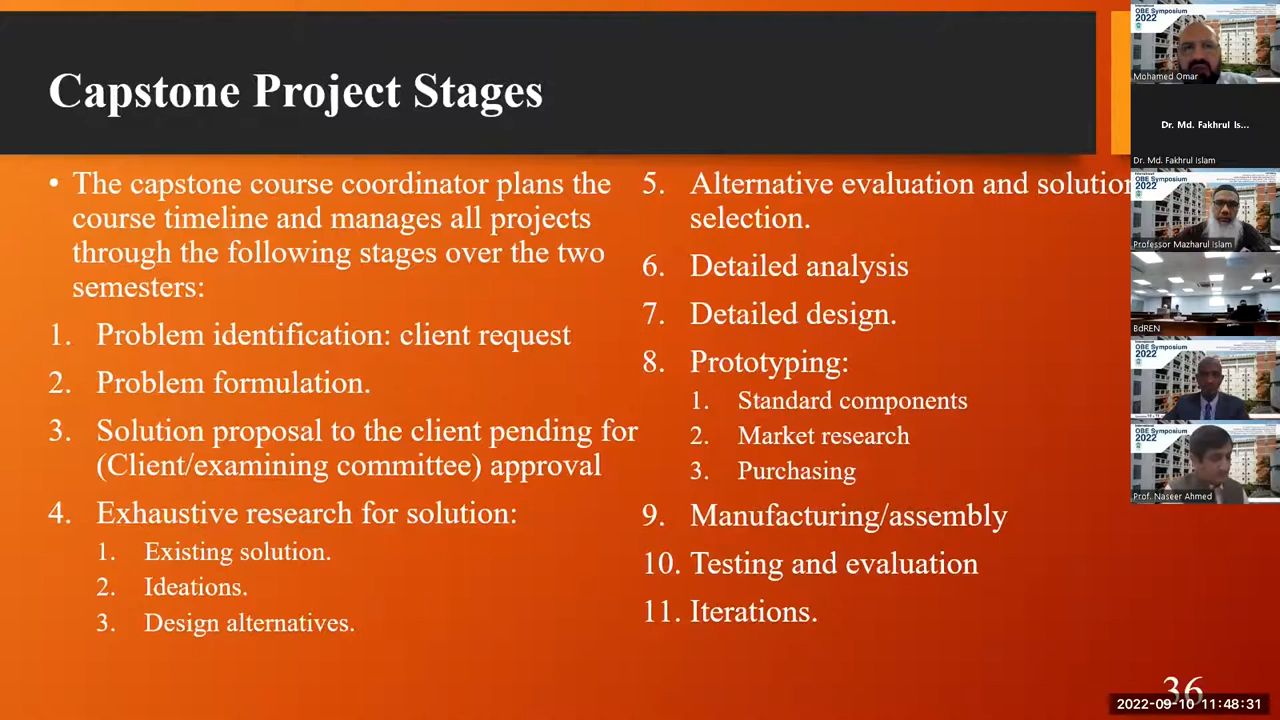 Capstone Project Stages
• The capstone course coordinator plans the
course timeline and manages all projects
through the following stages over the two
semesters:
1. Problem identification: client request
2. Problem formulation.
3. Solution proposal to the client pending for
(Client/examining committee) approval
4. Exhaustive research for solution:
1. Existing solution.
2. Ideations.
3. Design alternatives.
5. Alternative evaluation and solution
selection.
6. Detailed analysis
7. Detailed design.
8. Prototyping:
1. Standard components
2. Market research
3. Purchasing
9. Manufacturing/assembly
10. Testing and evaluation
11. Iterations.
36
2022-09-10 11:48:31
International
OBE Symposium
2022
Mohamed Omar
Dr. Md. Fakhrul Is...
Dr. Md. Fakhrul Islam
International
OBE Symposium
2022
Professor Mazharul Islam
BdREN
International
OBE Symposium
2022
International
OBE Symposium
2022
Prof. Naseer Ahmed